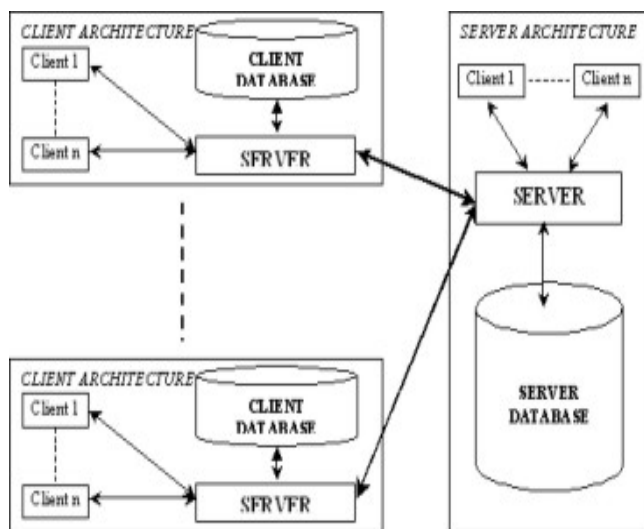 CLIENT ARCHITECTURE
Client 1
CLIENT
DATABASE
Client n
SERVER
SERVER ARCHITECTURE
Client 1
Client n
SERVER
SERVER
DATABASE
CLIENT ARCHITECTURE
Client 1
CLIENT
DATABASE
Client n
SERVER